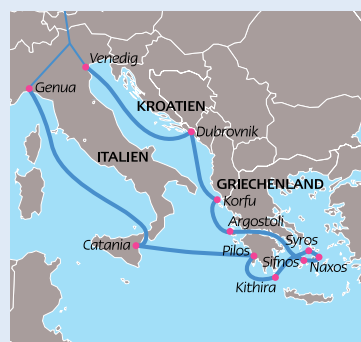 Venedig
Genua
KROATIEN
Dubrovnik
ITALIEN
GRIECHENLAND
Korfu
Argostoli
Catania
Syros
Pilos
Sifnos
Naxos
Kithira